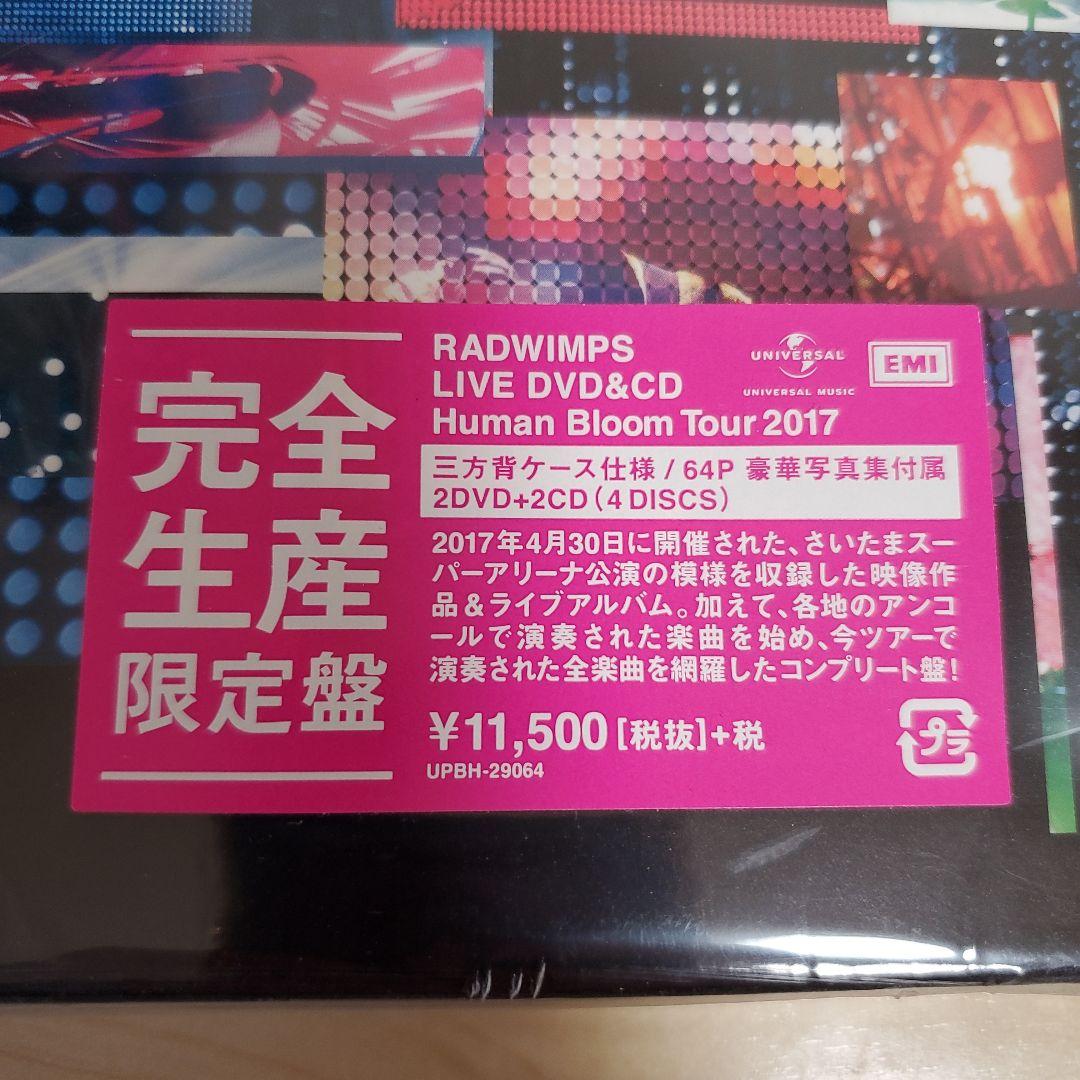 完全
生産
限定盤
RADWIMPS
LIVE DVD&CD
Human Bloom Tour 2017
UNIVERSAL
UNIVERSAL MUSIC
EMI
三方背ケース仕様 / 64P 豪華写真集付属
2DVD+2CD(4 DISCS)
2017年4月30日に開催された、さいたまスー
パーアリーナ公演の模様を収録した映像作
品&ライブアルバム。加えて、各地のアンコ
ールで演奏された楽曲を始め、今ツアーで
演奏された全楽曲を網羅したコンプリート盤!
¥11,500[税抜]+税
UPBH-29064
プラ